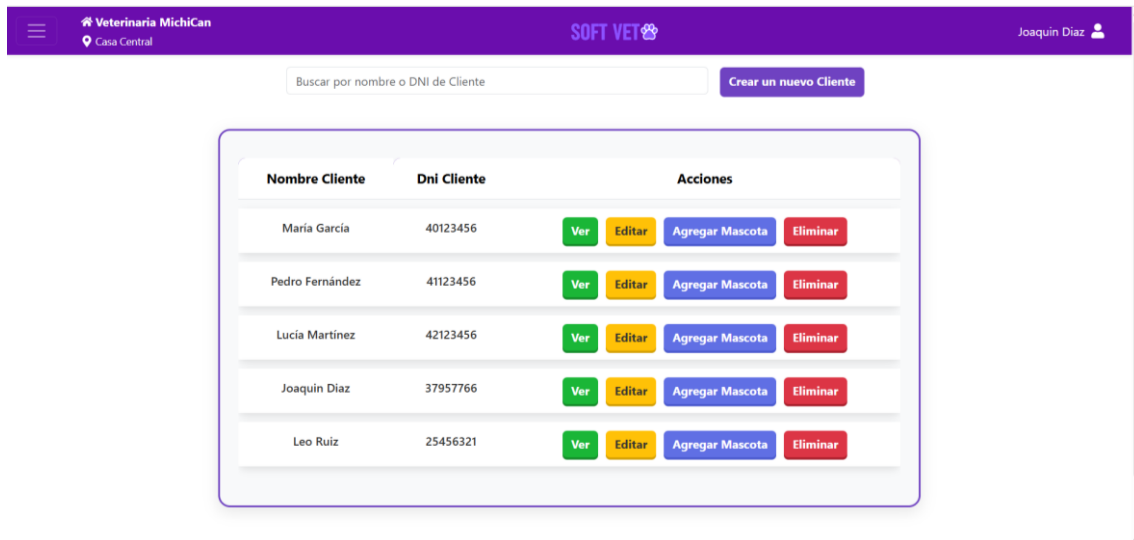 Veterinaria MichiCan
Casa Central
SOFT VET
Joaquin Diaz
Buscar por nombre o DNI de Cliente
Crear un nuevo Cliente
Nombre Cliente Dni Cliente Acciones
María García 40123456 Ver Editar Agregar Mascota Eliminar
Pedro Fernández 41123456 Ver Editar Agregar Mascota Eliminar
Lucía Martínez 42123456 Ver Editar Agregar Mascota Eliminar
Joaquin Diaz 37957766 Ver Editar Agregar Mascota Eliminar
Leo Ruiz 25456321 Ver Editar Agregar Mascota Eliminar